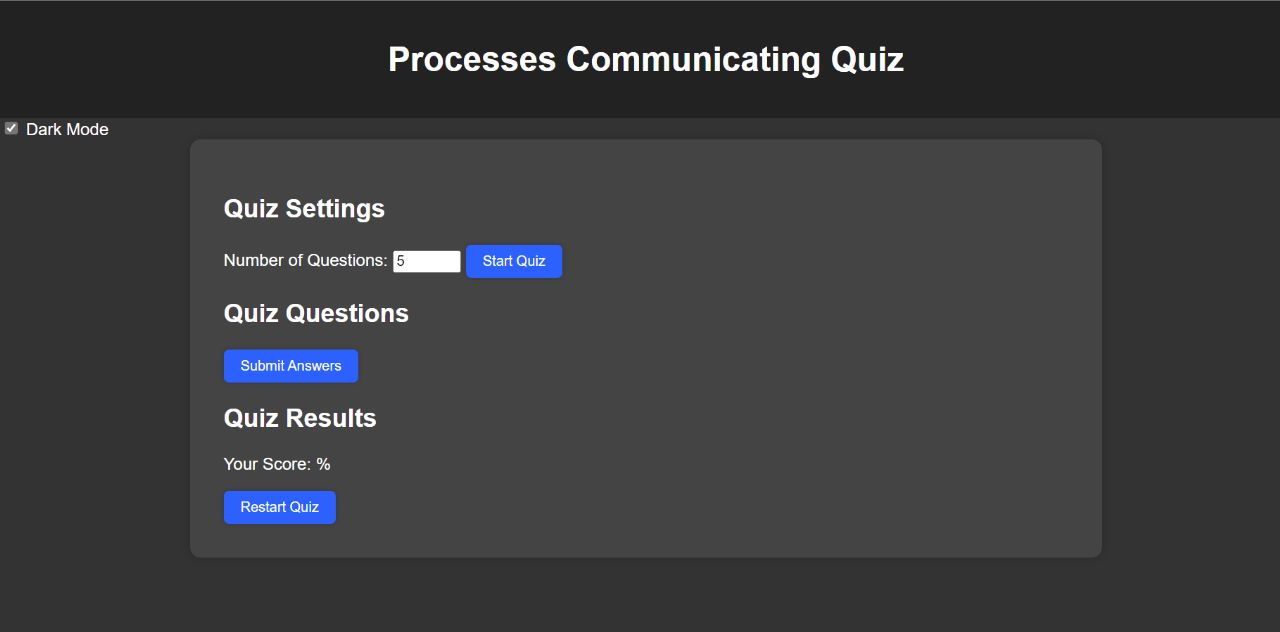 Processes Communicating Quiz
Dark Mode
Quiz Settings
Number of Questions: 5 Start Quiz
Quiz Questions
Submit Answers
Quiz Results
Your Score: %
Restart Quiz